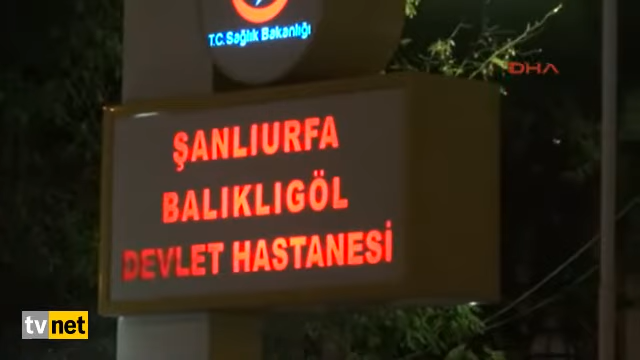 T.C. Sağlık Bakanlığı
DHA
ŞANLIURFA
BALIKLIGÖL
DEVLET HASTANESİ
tvnet